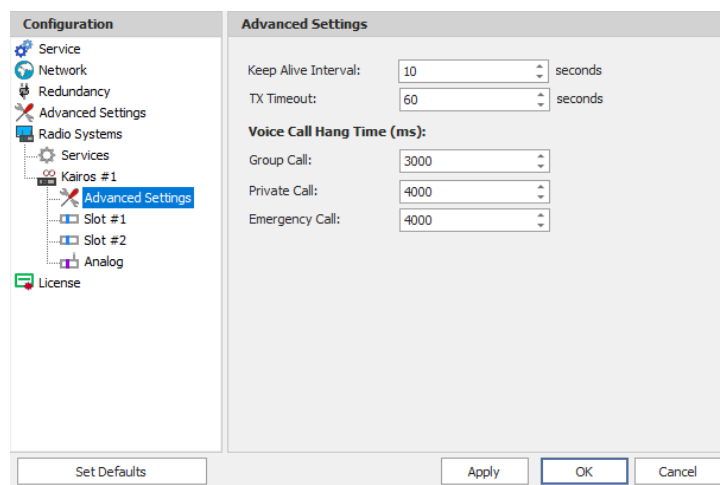 Configuration
Service
Network
Redundancy
Advanced Settings
Radio Systems
Services
Kairos #1
Advanced Settings
Slot #1
Slot #2
Analog
License
Advanced Settings
Keep Alive Interval: 10 seconds
TX Timeout: 60 seconds
Voice Call Hang Time (ms):
Group Call: 3000
Private Call: 4000
Emergency Call: 4000
Set Defaults Apply OK Cancel